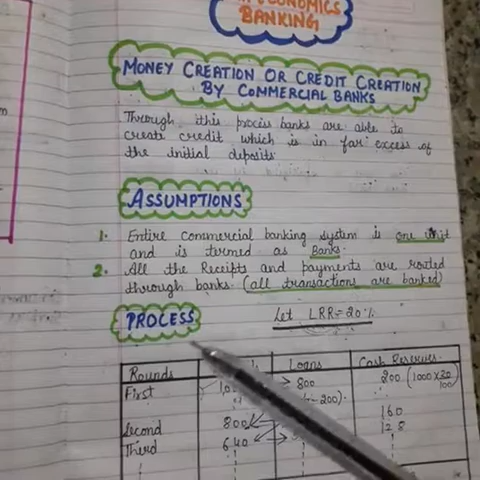 ECONOMICS
BANKING
MONEY CREATION OR CREDIT CREATION
BY COMMERCIAL BANKS
Through this process banks are able to
create credit which is in far excess of
the initial deposits.
ASSUMPTIONS
1. Entire commercial banking system is one unit
and is termed as Banks.
2. All the Receipts and payments are routed
through banks. (all transactions are banked)
PROCESS Let LRR = 20%
Rounds Loans Cash Reserves
First 800 200 (1000 x 20/100)
200)
Second 800 160
Third 640 128